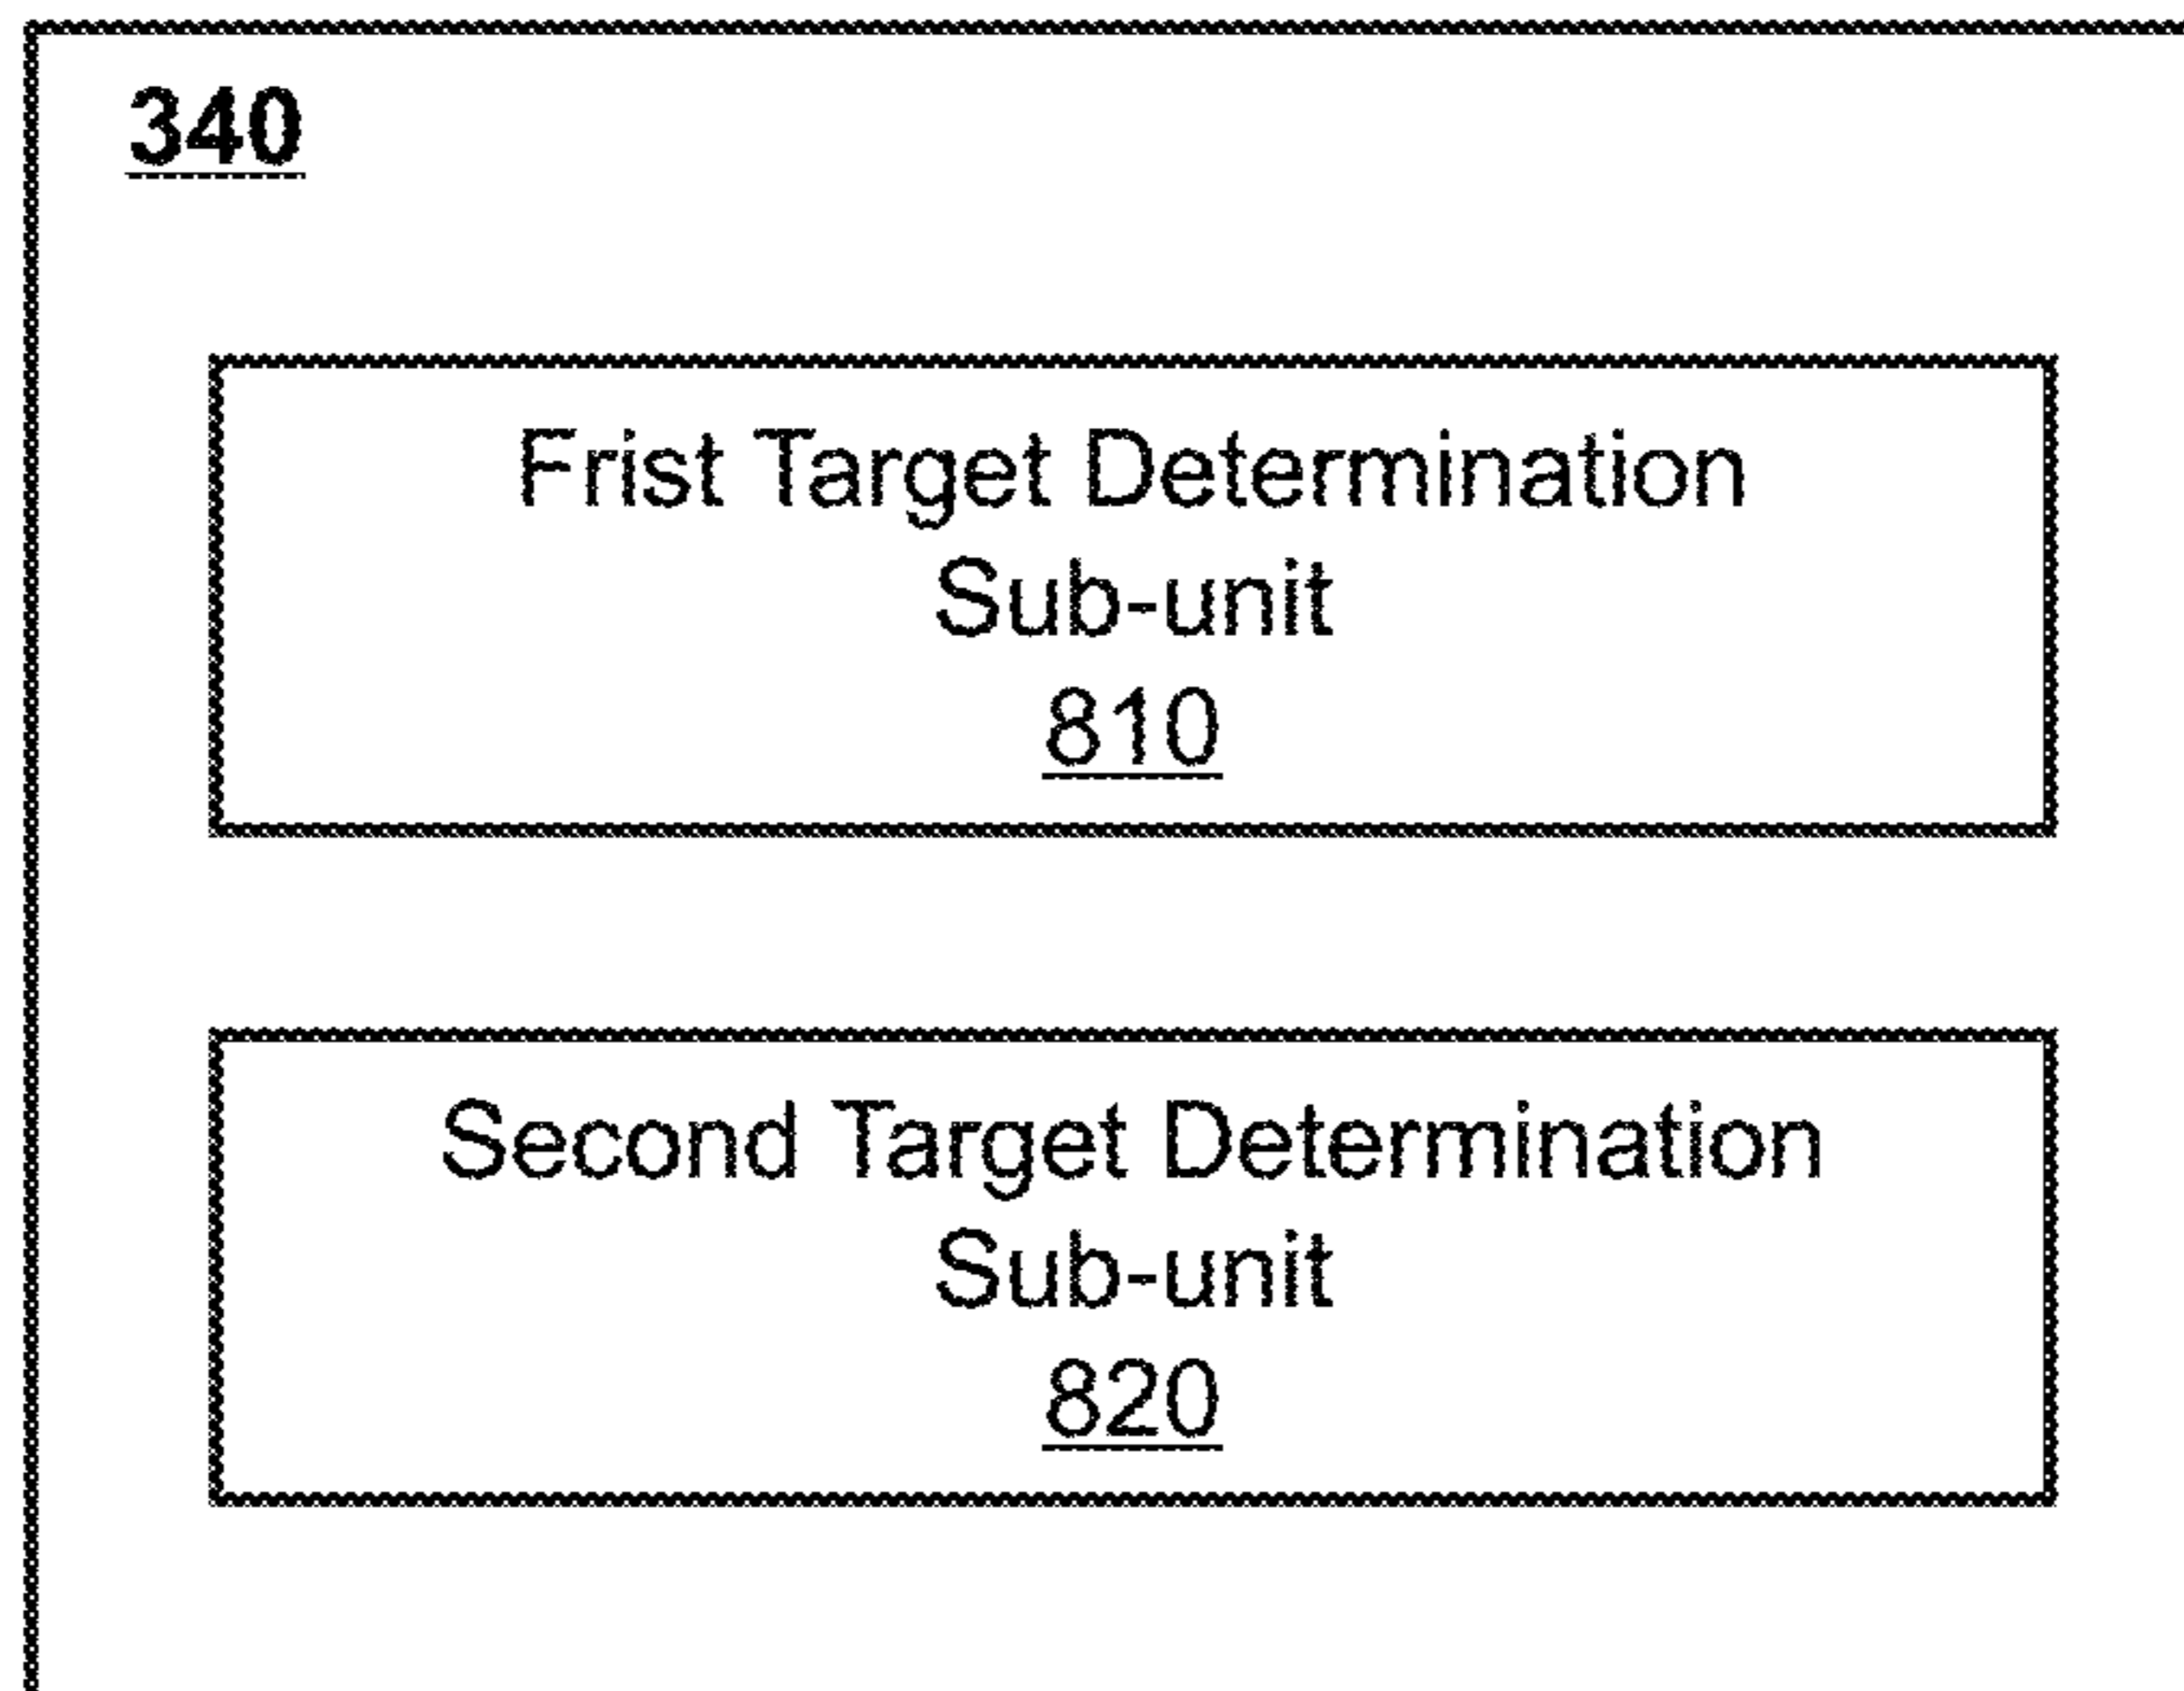 340
Frist Target Determination
Sub-unit
810
Second Target Determination
Sub-unit
820